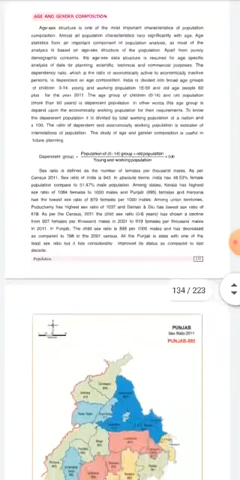 AGE AND GENDER COMPOSITION
Age-sex structure is one of the most important characteristics of population
composition. Almost all population characteristics vary significantly with age. Age
statistics form an important component of population analysis, as most of the
analysis is based on age-sex structure of the population. Apart from purely
demographic concerns, the age-sex data structure is required for age specific
analysis of data for planning, scientific, technical and commercial purposes. The
dependency ratio, which is the ratio of economically active to economically inactive
persons, is dependent on age composition. India is divided into broad age groups
of children 0-14, young and working population 15-59 and old age people 60
plus for the year 2011. The age group of children (0-14) and old population
(more than 60 years) is dependent population. In other words this age group is
depend upon the economically working population for their requirements. To know
the dependent population it is divided by total working population of a nation and
x 100. The ratio of dependent and economically working population is indicator of
interrelations of population. The study of age and gender composition is useful in
future planning.
Dependent group = Population of (0-14) group + old population
Young and working population
x 100
Sex ratio is defined as the number of females per thousand males. As per
Census 2011, Sex ratio of India is 943. In absolute terms, India has 48.53% female
population compare to 51.47% male population. Among states, Kerala has highest
sex ratio of 1084 females to 1000 males and Punjab (895) females and Haryana
has the lowest sex ratio of 879 females per 1000 males. Among union territories,
Puducherry has highest sex ratio of 1037 and Daman & Diu has lowest sex ratio of
618. As per the Census, 2011 the child sex ratio (0-6 years) has shown a decline
from 927 females per thousand males in 2001 to 919 females per thousand males
in 2011. In Punjab, the child sex ratio is 846 per 1000 males and has
as compared to 798 in the 2001 census. All the Punjab is state with one of the
least sex ratio but it has considerably improved its status as compared to last
decade.
Population
134 / 223
PUNJAB
Sex Ratio 2011
PUNJAB-895